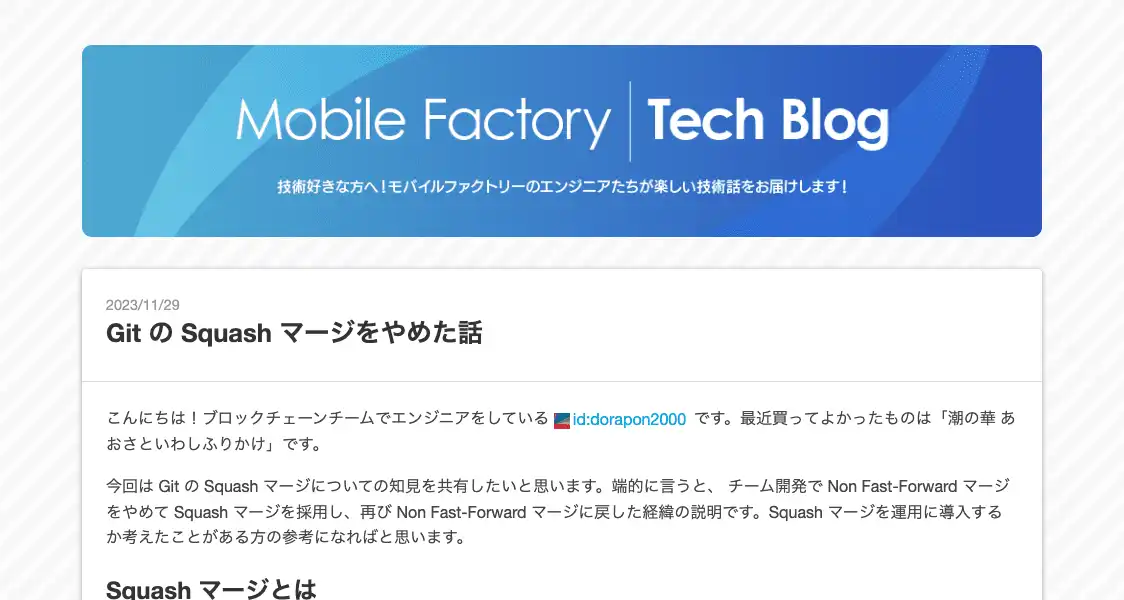 Mobile Factory Tech Blog
技術好きな方へ！モバイルファクトリーのエンジニアたちが楽しい技術話をお届けします！
2023/11/29
Git の Squash マージをやめた話
こんにちは！ブロックチェーンチームでエンジニアをしている id:dorapon2000 です。最近買ってよかったものは「潮の華 あ
おさといわしふりかけ」です。
今回は Git の Squash マージについての知見を共有したいと思います。端的に言うと、 チーム開発で Non Fast-Forward マージ
をやめて Squash マージを採用し、再び Non Fast-Forward マージに戻した経緯の説明です。Squash マージを運用に導入する
か考えたことがある方の参考になればと思います。
Squash マージとは